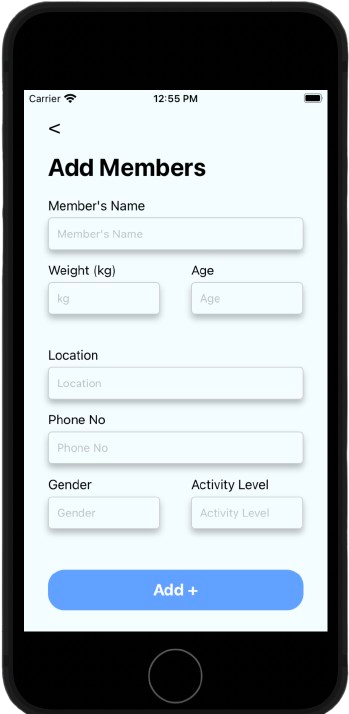 Carrier 12:55 PM
<
Add Members
Member's Name
Member's Name
Weight (kg) Age
kg Age
Location
Location
Phone No
Phone No
Gender Activity Level
Gender Activity Level
Add +